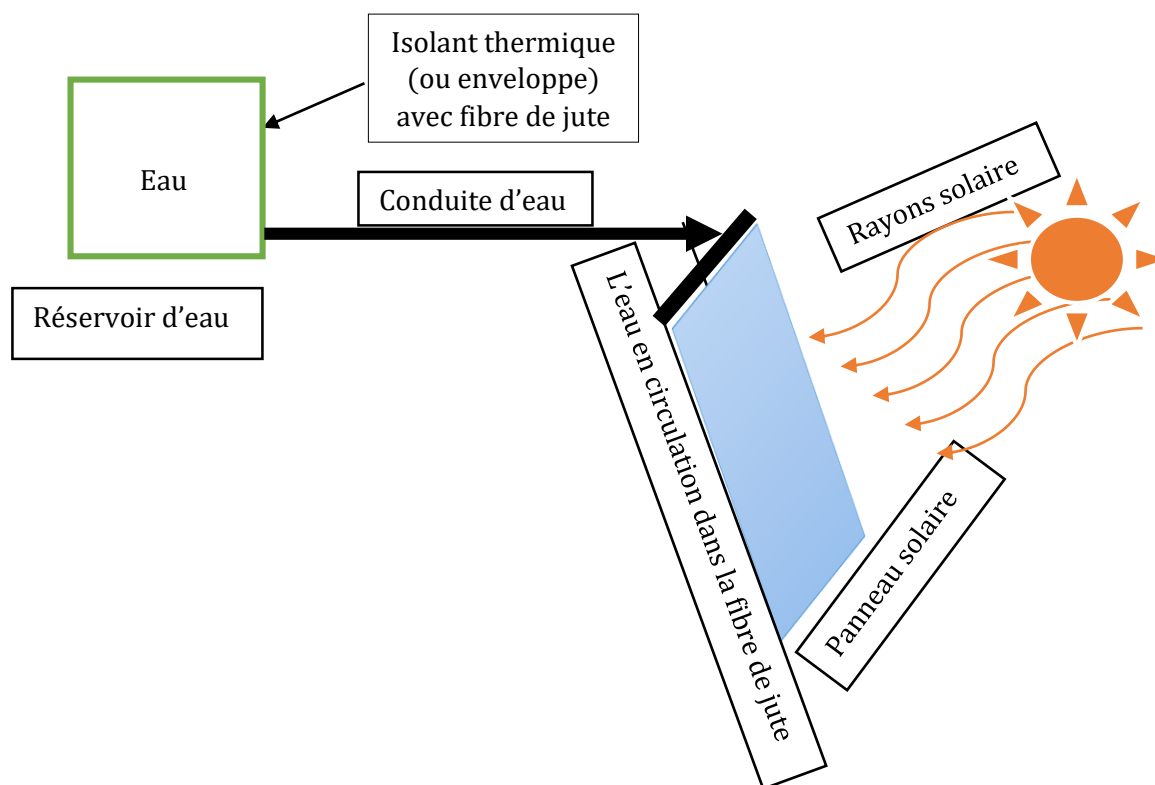 Isolant thermique
(ou enveloppe)
avec fibre de jute
Eau
Conduite d’eau
Rayons solaire
Réservoir d’eau
L’eau en circulation dans la fibre de jute
Panneau solaire